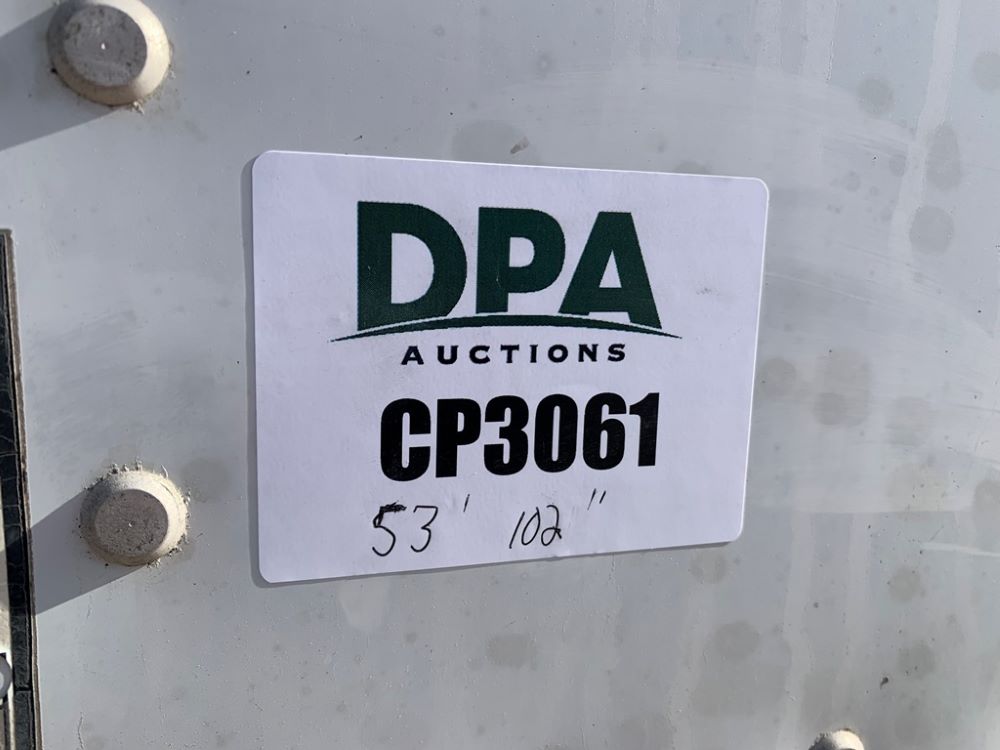 DPA
AUCTIONS
CP3061
53' 102"